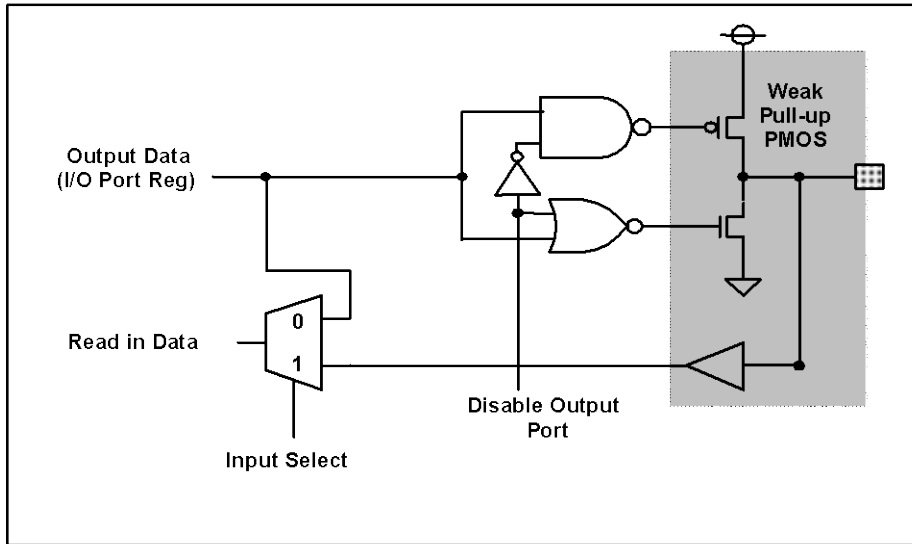 Weak
Pull-up
PMOS
Output Data
(I/O Port Reg)
0
Read in Data
1
Disable Output
Port
Input Select